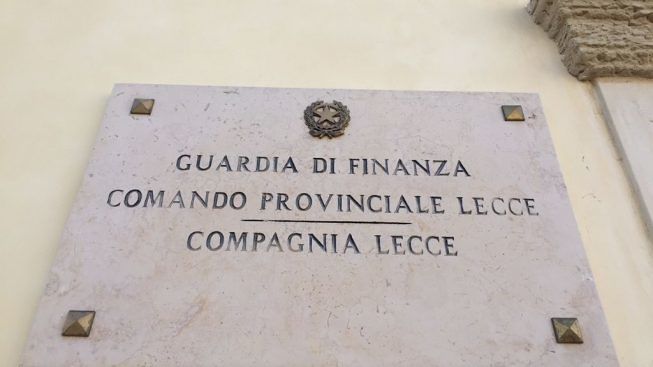 GUARDIA DI FINANZA
COMANDO PROVINCIALE LECCE
COMPAGNIA LECCE